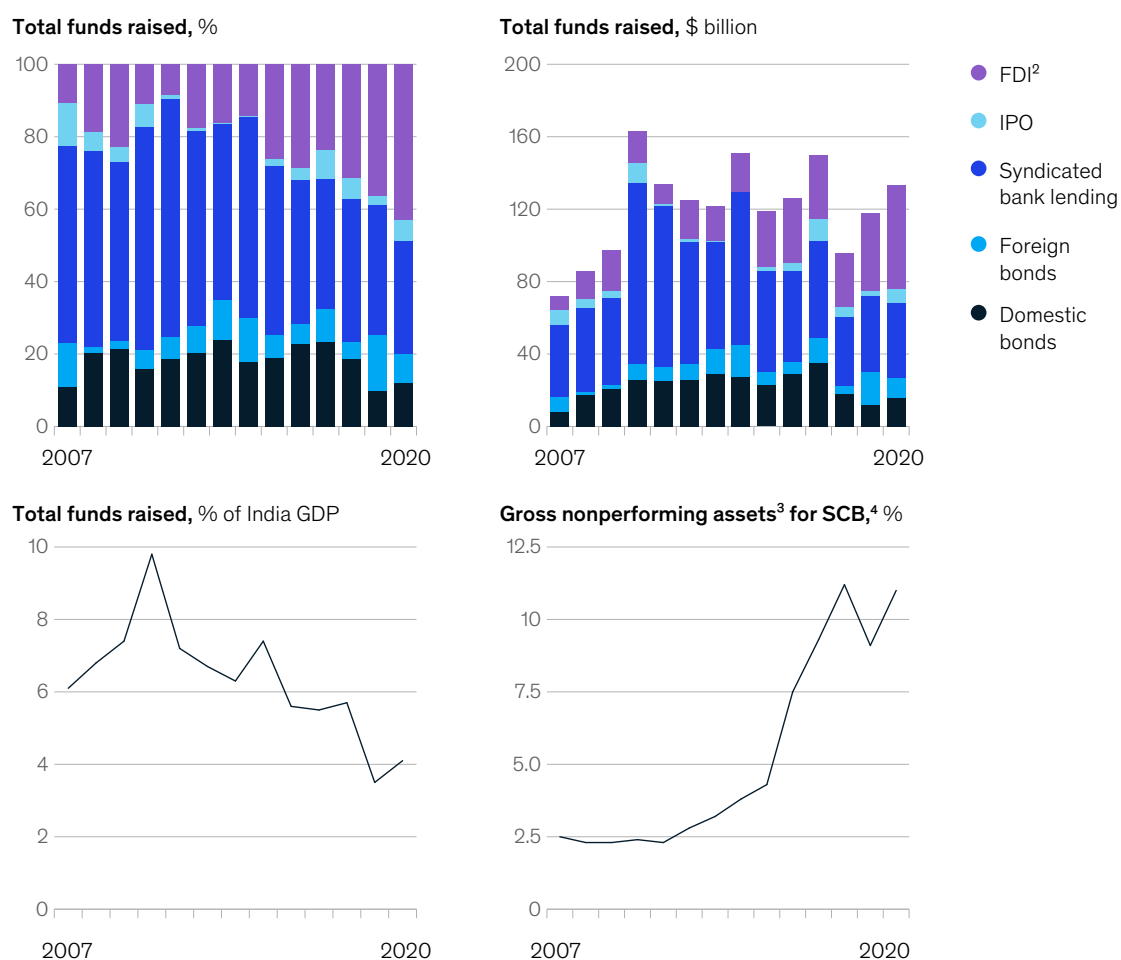 Total funds raised, %
100
80
60
40
20
0
2007
2020
Total funds raised, $ billion
200
160
120
80
40
0
2007
2020
FDI²
IPO
Syndicated
bank lending
Foreign
bonds
Domestic
bonds
Total funds raised, % of India GDP
10
8
6
4
2
0
2007
2020
Gross nonperforming assets³ for SCB,⁴ %
12.5
10
7.5
5.0
2.5
0
2007
2020